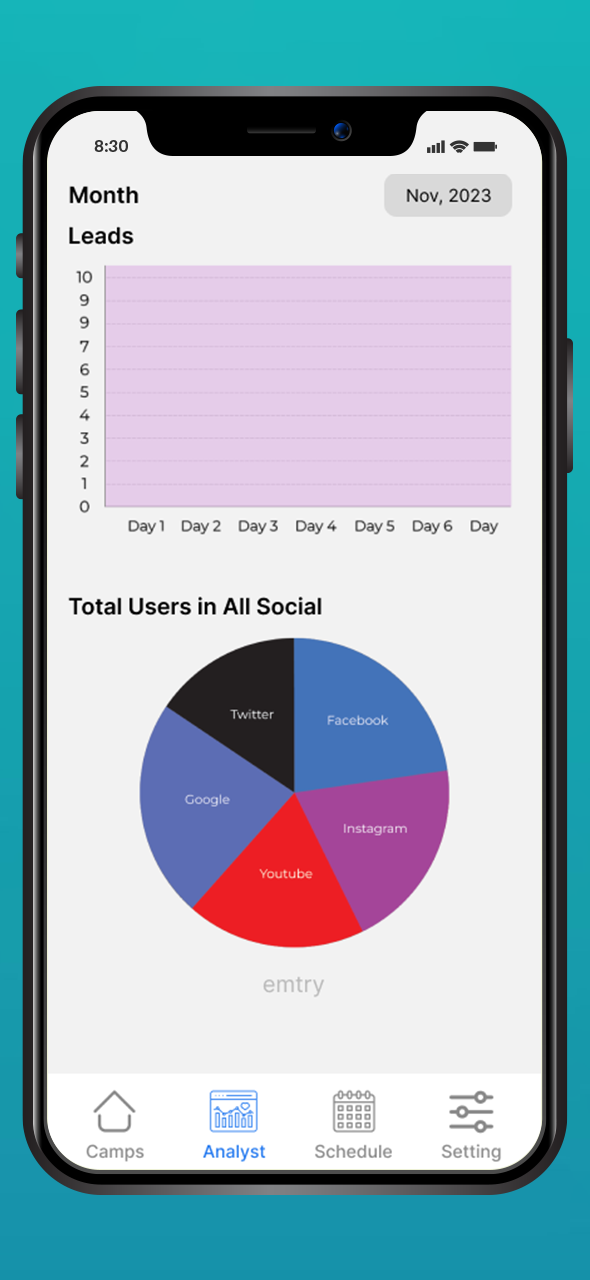 8:30
Month
Nov, 2023
Leads
10
9
9
7
6
5
4
3
2
1
0
Day 1 Day 2 Day 3 Day 4 Day 5 Day 6 Day
Total Users in All Social
Twitter
Facebook
Google
Instagram
Youtube
emtry
Camps Analyst Schedule Setting